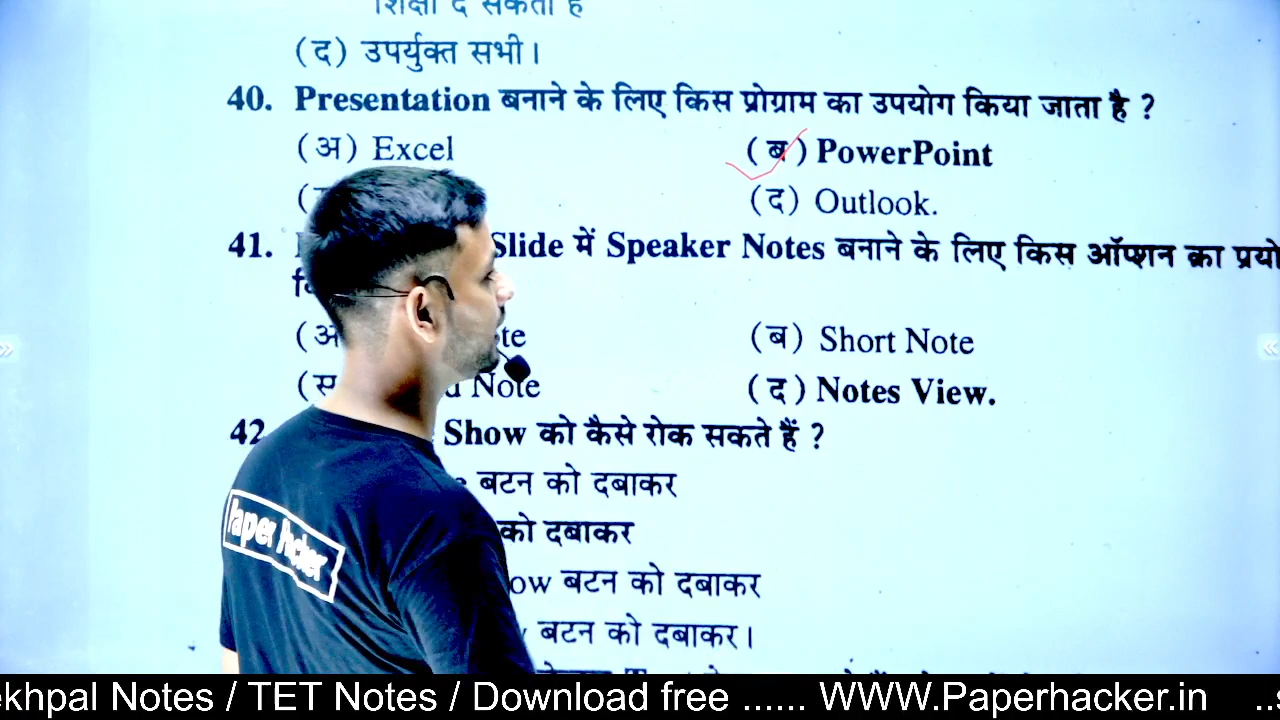 शिक्षा दे सकता है
(द) उपर्युक्त सभी।
40. Presentation बनाने के लिए किस प्रोग्राम का उपयोग किया जाता है ?
(अ) Excel (ब) PowerPoint
(द) Outlook.
41. Slide में Speaker Notes बनाने के लिए किस ऑप्शन का
(ब) Short Note
Note (द) Notes View.
42 Show को कैसे रोक सकते हैं ?
बटन को दबाकर
को दबाकर
बटन को दबाकर
बटन को दबाकर।
Paper Hacker
Notes / TET Notes / Download free ...... WWW.Paperhacker.in